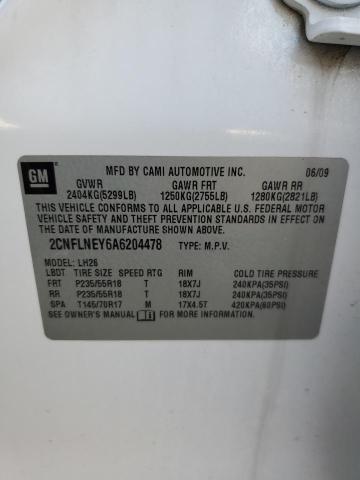 GM
MFD. BY CAMI AUTOMOTIVE INC. 06/09
GVWR GAWR FRT GAWR RR
2404KG(5299LB) 1250KG(2755LB) 1280KG(2821LB)
THIS VEHICLE CONFORMS TO ALL APPLICABLE U.S. FEDERAL MOTOR
VEHICLE SAFETY AND THEFT PREVENTION STANDARDS IN EFFECT ON
THE DATE OF MANUFACTURE SHOWN ABOVE.
2CNFLNEY6A6204478 TYPE: M.P.V.
MODEL: LH26
LBDT TIRE SIZE SPEED RTG RIM COLD TIRE PRESSURE
FRT P235/55R18 T 18X7J 240KPA(35PSI)
RR P235/55R18 T 18X7J 240KPA(35PSI)
SPA T145/70R17 M 17X4.5T 420KPA(60PSI)
SEE OWNER'S MANUAL FOR MORE INFORMATION.